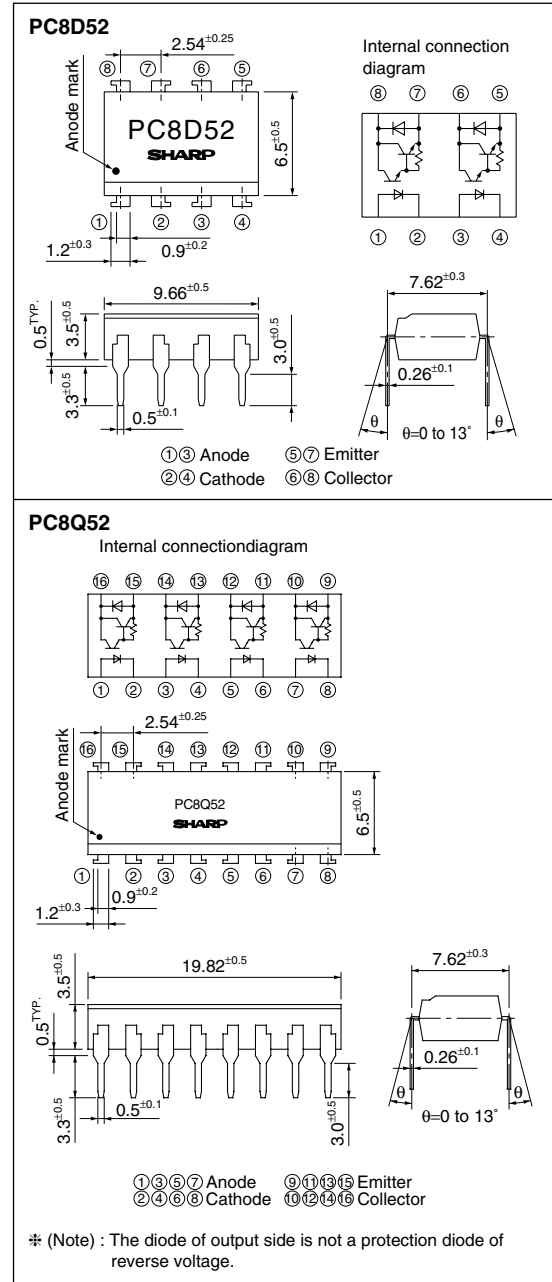 PC8D52
2.54±0.25
Internal connection
diagram
⑧ ⑦ ⑥ ⑤
Anode mark
PC8D52
SHARP
6.5±0.5
① ② ③ ④
1.2±0.3
0.9±0.2
⑧ ⑦ ⑥ ⑤
① ② ③ ④
9.66±0.5
7.62±0.3
0.5TYP.
3.5±0.5
3.3±0.5
3.0±0.5
0.5±0.1
0.26±0.1
θ
θ=0 to 13˚
θ
①③ Anode ⑤⑦ Emitter
②④ Cathode ⑥⑧ Collector
PC8Q52
Internal connectiondiagram
⑯ ⑮ ⑭ ⑬ ⑫ ⑪ ⑩ ⑨
① ② ③ ④ ⑤ ⑥ ⑦ ⑧
2.54±0.25
Anode mark
⑯ ⑮ ⑭ ⑬ ⑫ ⑪ ⑩ ⑨
PC8Q52
SHARP
6.5±0.5
① ② ③ ④ ⑤ ⑥ ⑦ ⑧
0.9±0.2
1.2±0.3
19.82±0.5
7.62±0.3
0.5TYP.
3.5±0.5
3.3±0.5
0.5±0.1
3.0±0.5
0.26±0.1
θ
θ=0 to 13˚
θ
①③⑤⑦ Anode ⑨⑪⑬⑮ Emitter
②④⑥⑧ Cathode ⑩⑫⑭⑯ Collector
❈ (Note) : The diode of output side is not a protection diode of
reverse voltage.